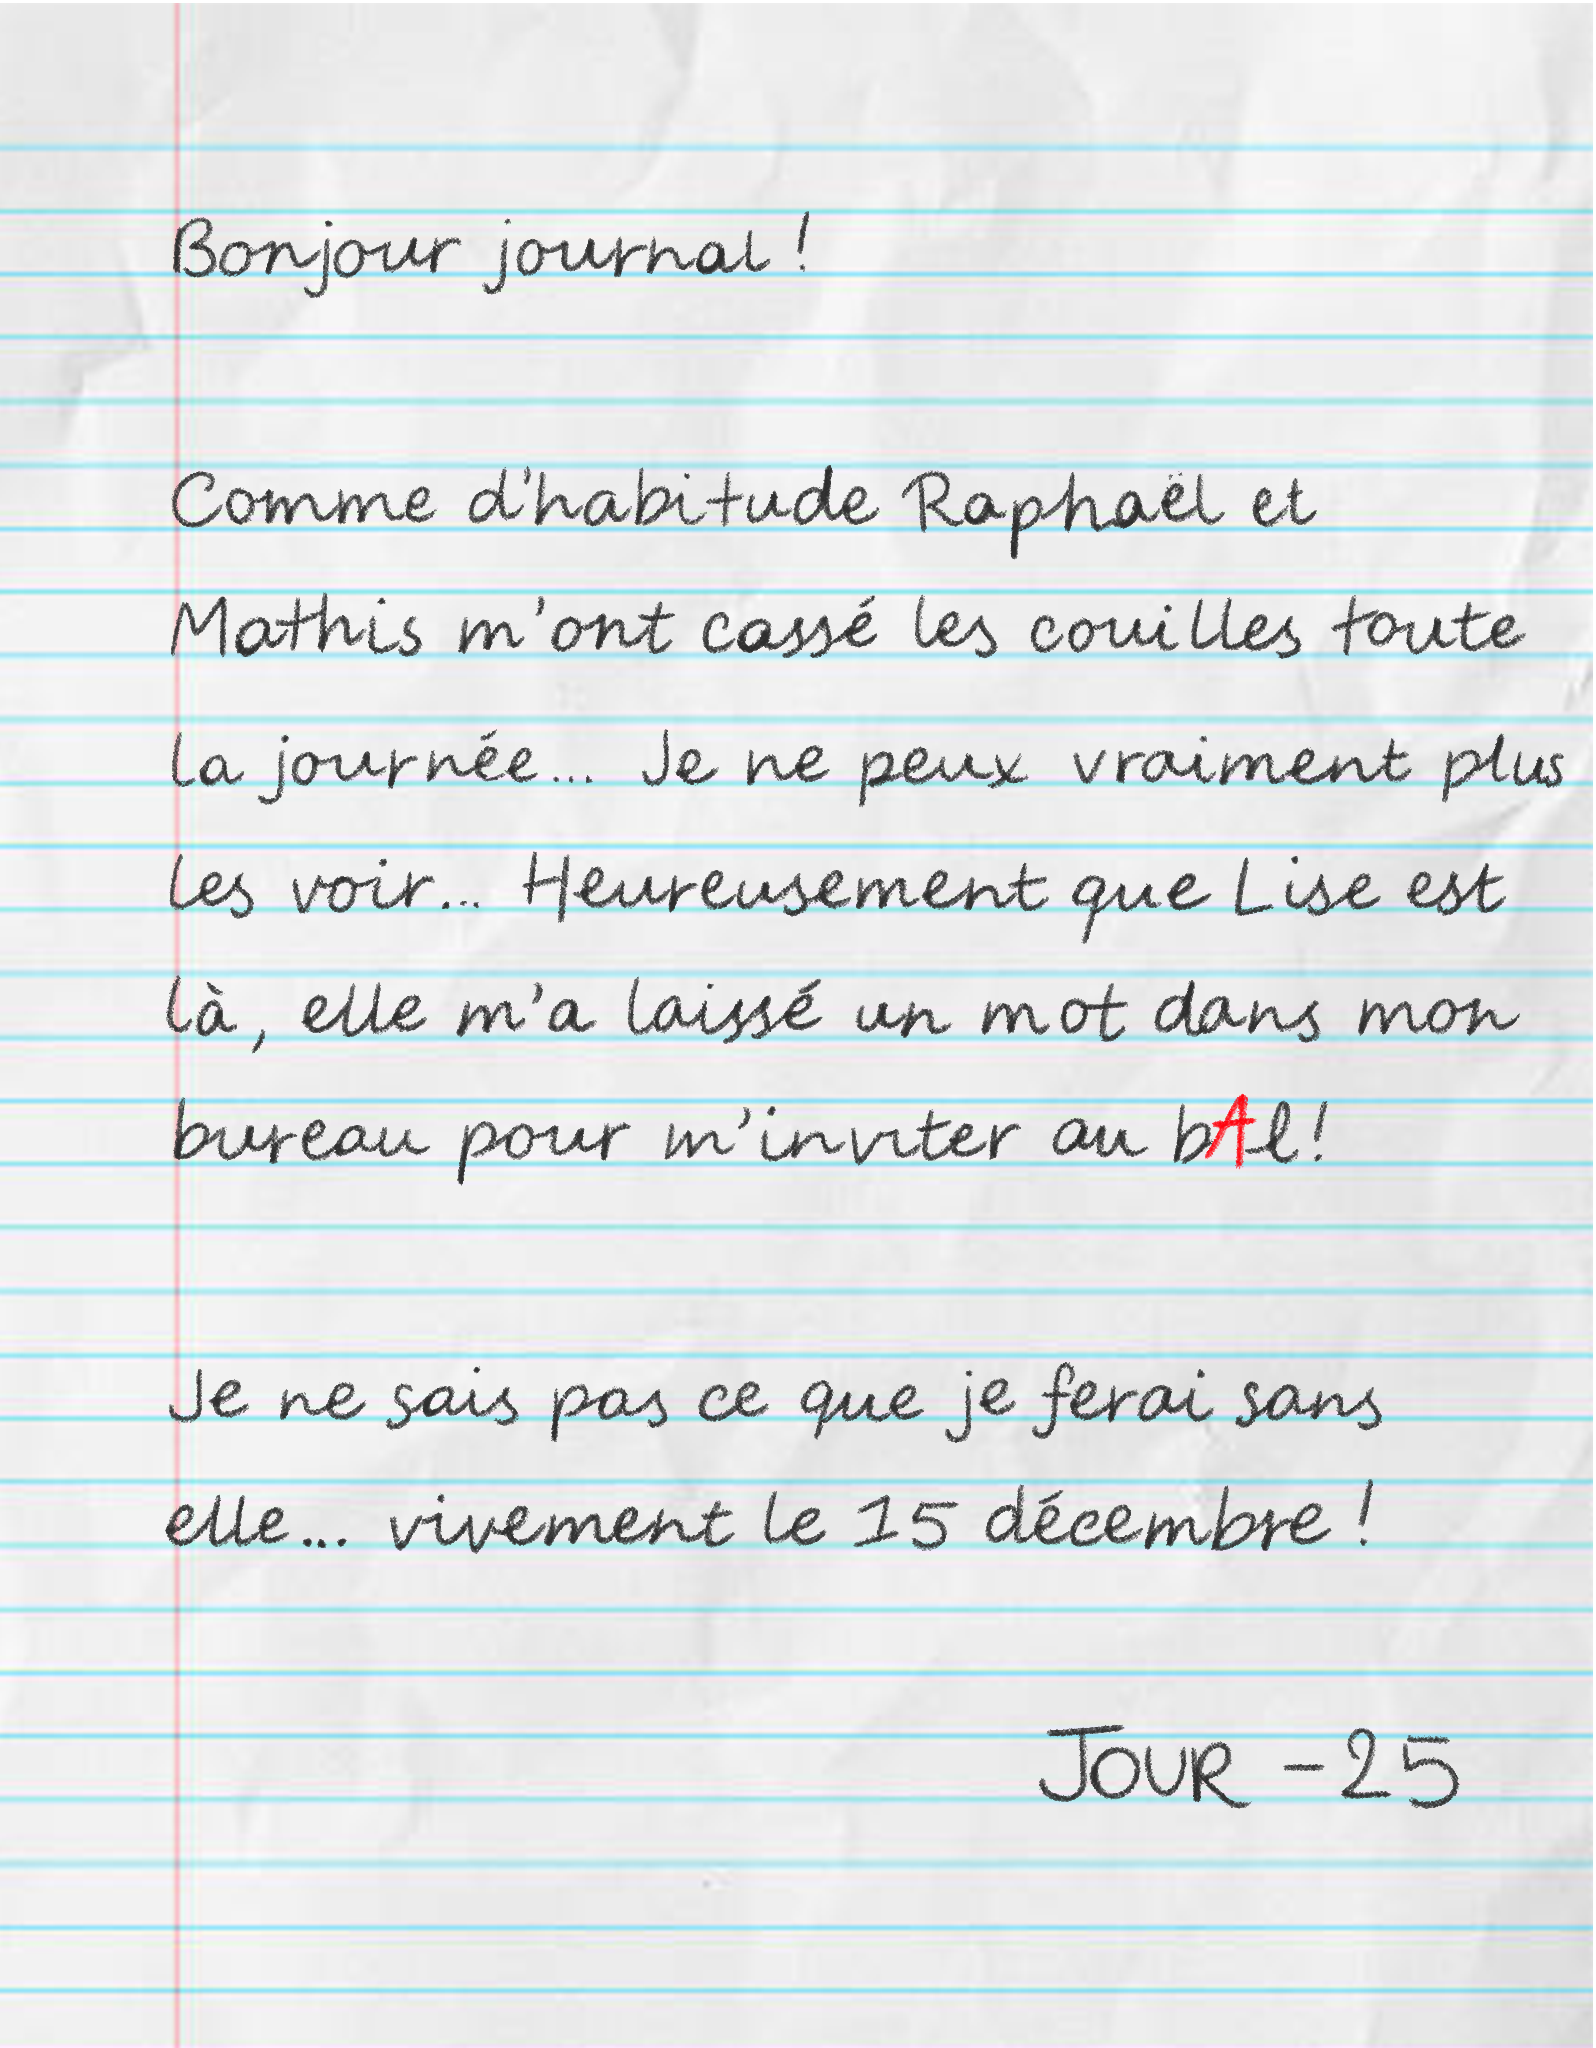 Bonjour journal !
Comme d'habitude Raphaël et
Mathis m'ont cassé les couilles toute
la journée... Je ne peux vraiment plus
les voir... Heureusement que Lise est
là, elle m'a laissé un mot dans mon
bureau pour m'inviter au bAl!
Je ne sais pas ce que je ferai sans
elle... vivement le 15 décembre !
JOUR -25